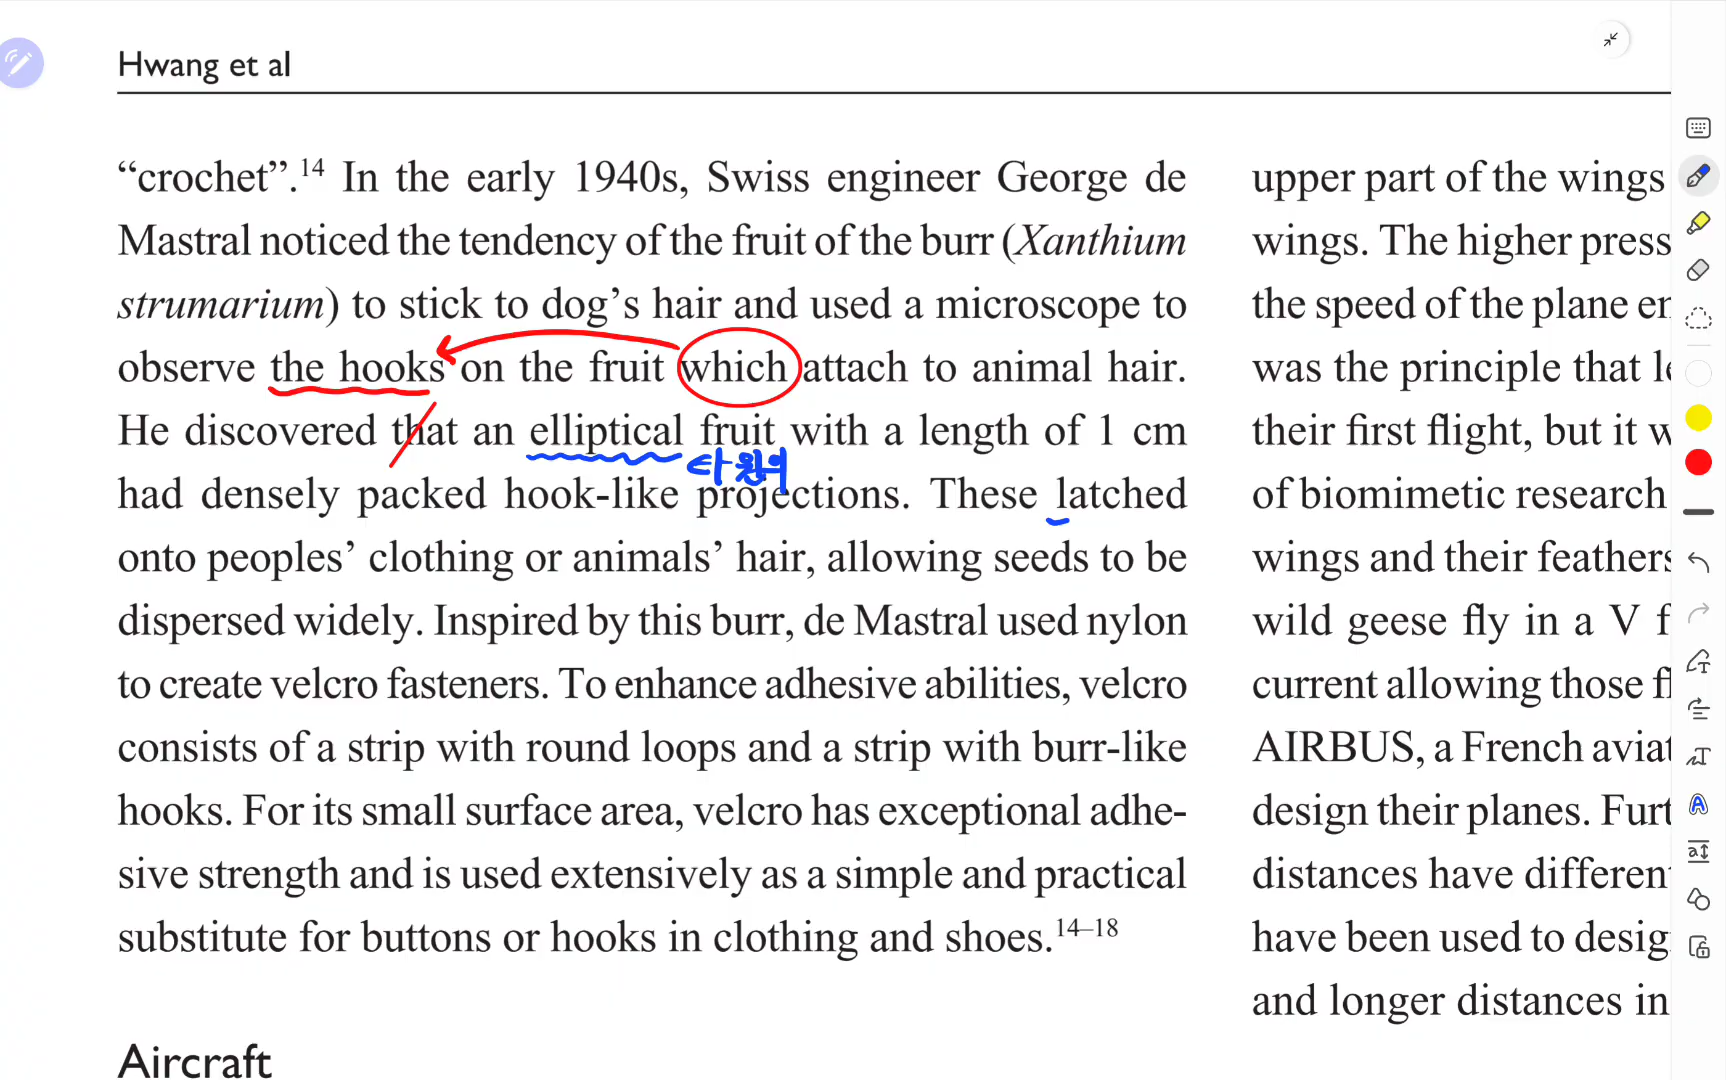 Hwang et al
“crochet”.14 In the early 1940s, Swiss engineer George de
Mastral noticed the tendency of the fruit of the burr (Xanthium
strumarium) to stick to dog’s hair and used a microscope to
observe the hooks on the fruit which attach to animal hair.
He discovered that an elliptical fruit with a length of 1 cm
타원의
had densely packed hook-like projections. These latched
onto peoples’ clothing or animals’ hair, allowing seeds to be
dispersed widely. Inspired by this burr, de Mastral used nylon
to create velcro fasteners. To enhance adhesive abilities, velcro
consists of a strip with round loops and a strip with burr-like
hooks. For its small surface area, velcro has exceptional adhe-
sive strength and is used extensively as a simple and practical
substitute for buttons or hooks in clothing and shoes.14–18
Aircraft
upper part of the wings
wings. The higher press
the speed of the plane
was the principle that
their first flight, but it
of biomimetic research
wings and their feathers
wild geese fly in a V
current allowing those
AIRBUS, a French aviat
design their planes. Furt
distances have different
have been used to desig
and longer distances in